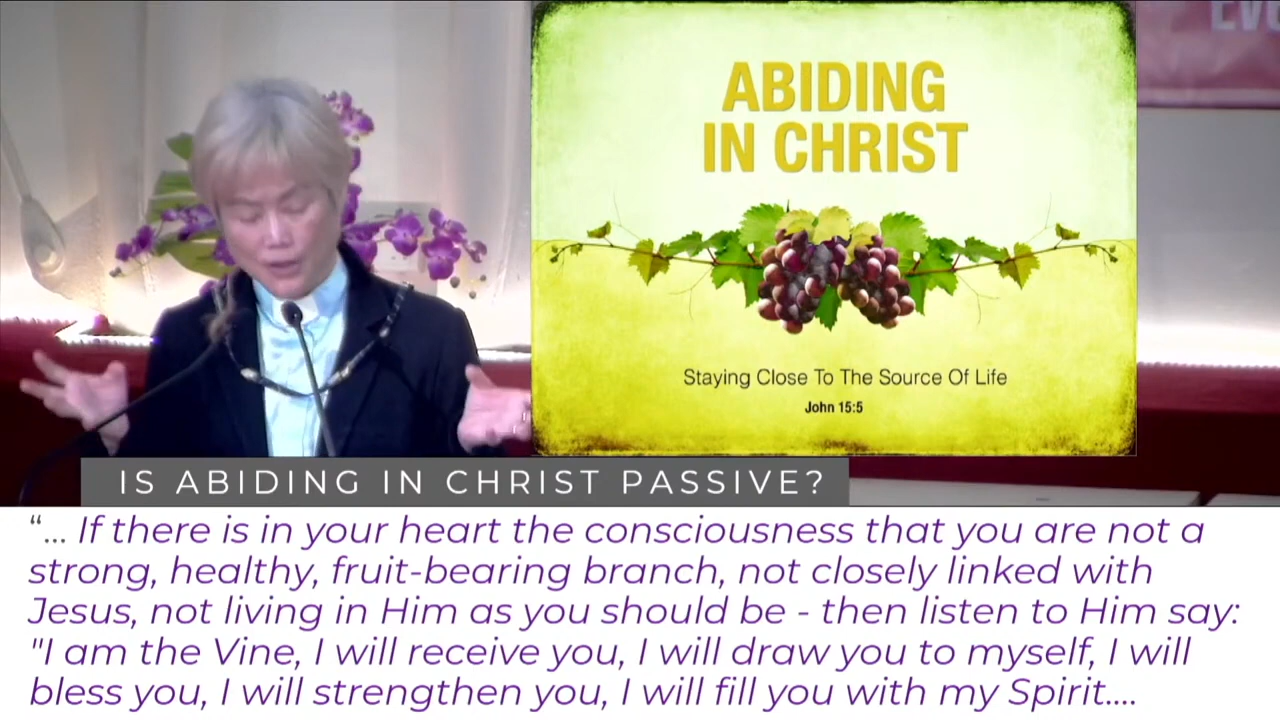 ABIDING
IN CHRIST
Staying Close To The Source Of Life
John 15:5
IS ABIDING IN CHRIST PASSIVE?
“... If there is in your heart the consciousness that you are not a
strong, healthy, fruit-bearing branch, not closely linked with
Jesus, not living in Him as you should be - then listen to Him say:
"I am the Vine, I will receive you, I will draw you to myself, I will
bless you, I will strengthen you, I will fill you with my Spirit....